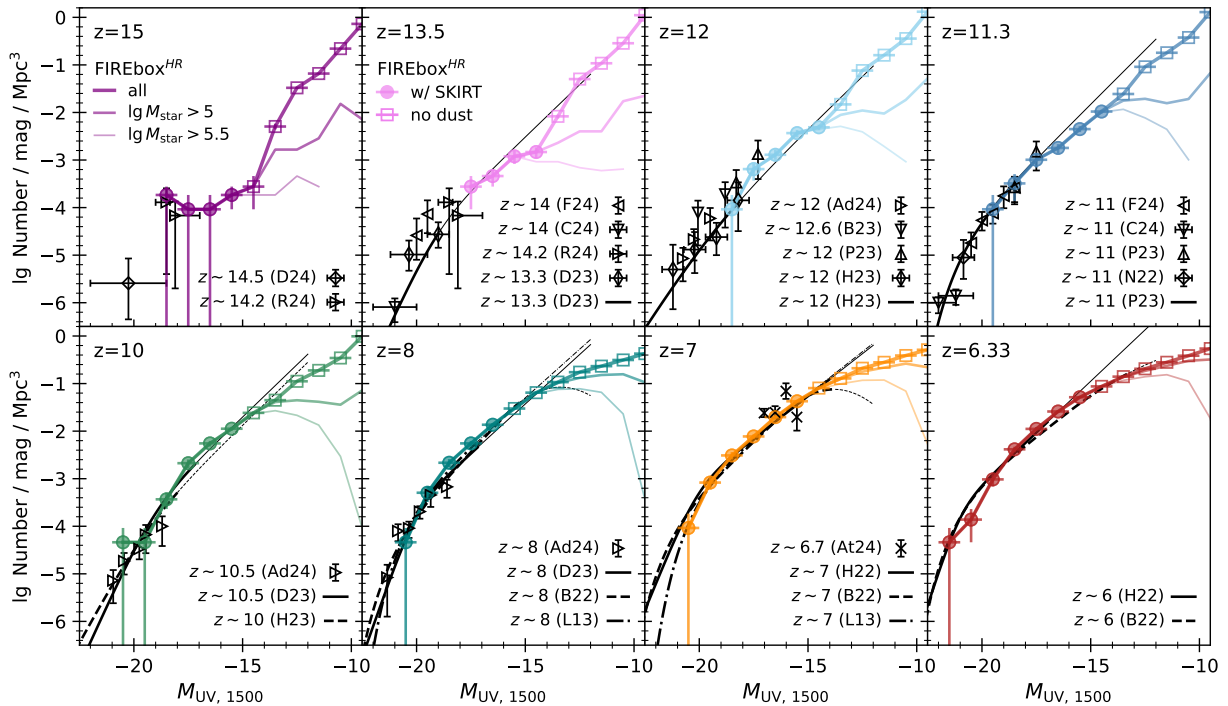 z=15
FIREbox^HR
all
lg M_star > 5
lg M_star > 5.5
z ~ 14.5 (D24)
z ~ 14.2 (R24)
z=13.5
FIREbox^HR
w/ SKIRT
no dust
z ~ 14 (F24)
z ~ 14 (C24)
z ~ 14.2 (R24)
z ~ 13.3 (D23)
z ~ 13.3 (D23)
z=12
z ~ 12 (Ad24)
z ~ 12.6 (B23)
z ~ 12 (P23)
z ~ 12 (H23)
z ~ 12 (H23)
z=11.3
z ~ 11 (F24)
z ~ 11 (C24)
z ~ 11 (P23)
z ~ 11 (N22)
z ~ 11 (P23)
lg Number / mag / Mpc³
0
−1
−2
−3
−4
−5
−6
z=10
z ~ 10.5 (Ad24)
z ~ 10.5 (D23)
z ~ 10 (H23)
z=8
z ~ 8 (Ad24)
z ~ 8 (D23)
z ~ 8 (B22)
z ~ 8 (L13)
z=7
z ~ 6.7 (At24)
z ~ 7 (H22)
z ~ 7 (B22)
z ~ 7 (L13)
z=6.33
z ~ 6 (H22)
z ~ 6 (B22)
lg Number / mag / Mpc³
0
−1
−2
−3
−4
−5
−6
−20 −15 −10
−20 −15 −10
−20 −15 −10
−20 −15 −10
M_UV, 1500
M_UV, 1500
M_UV, 1500
M_UV, 1500